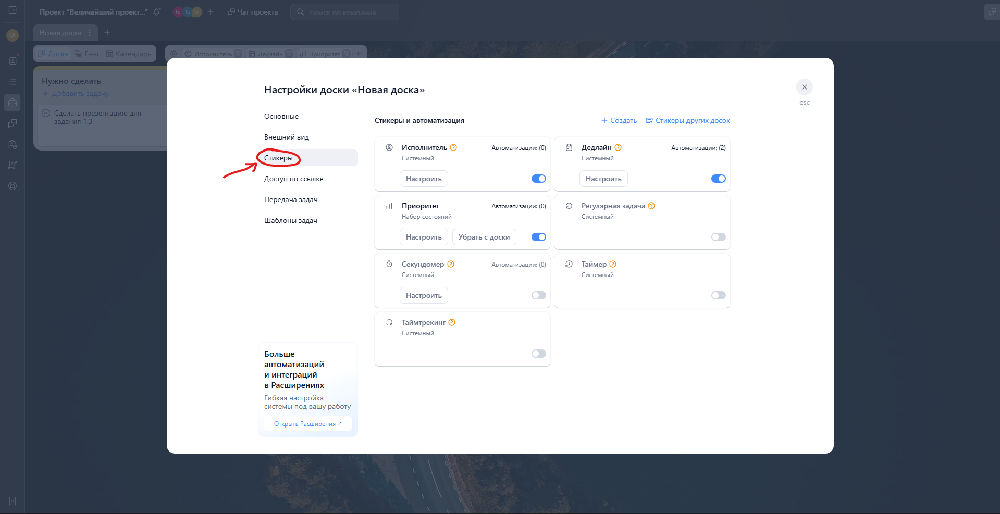 Проект “Величайший проект...”
Fe
Ya
Or
Чат проекта
Поиск по компании
Or
Новая доска
Доска
Гант
Календарь
Исполнитель
Дедлайн
Приоритет
Нужно сделать
Добавить задачу
Сделать презентацию для
задания 1.3
Настройки доски «Новая доска»
esc
Основные
Внешний вид
Стикеры
Доступ по ссылке
Передача задач
Шаблоны задач
Больше
автоматизаций
и интеграций
в Расширениях
Гибкая настройка
системы под вашу работу
Открыть Расширения ↗
Стикеры и автоматизация
+ Создать
Стикеры других досок
Исполнитель
Автоматизации: (0)
Системный
Настроить
Дедлайн
Автоматизации: (2)
Системный
Настроить
Приоритет
Автоматизации: (0)
Набор состояний
Настроить
Убрать с доски
Регулярная задача
Системный
Секундомер
Автоматизации: (0)
Системный
Настроить
Таймер
Системный
Таймтрекинг
Системный